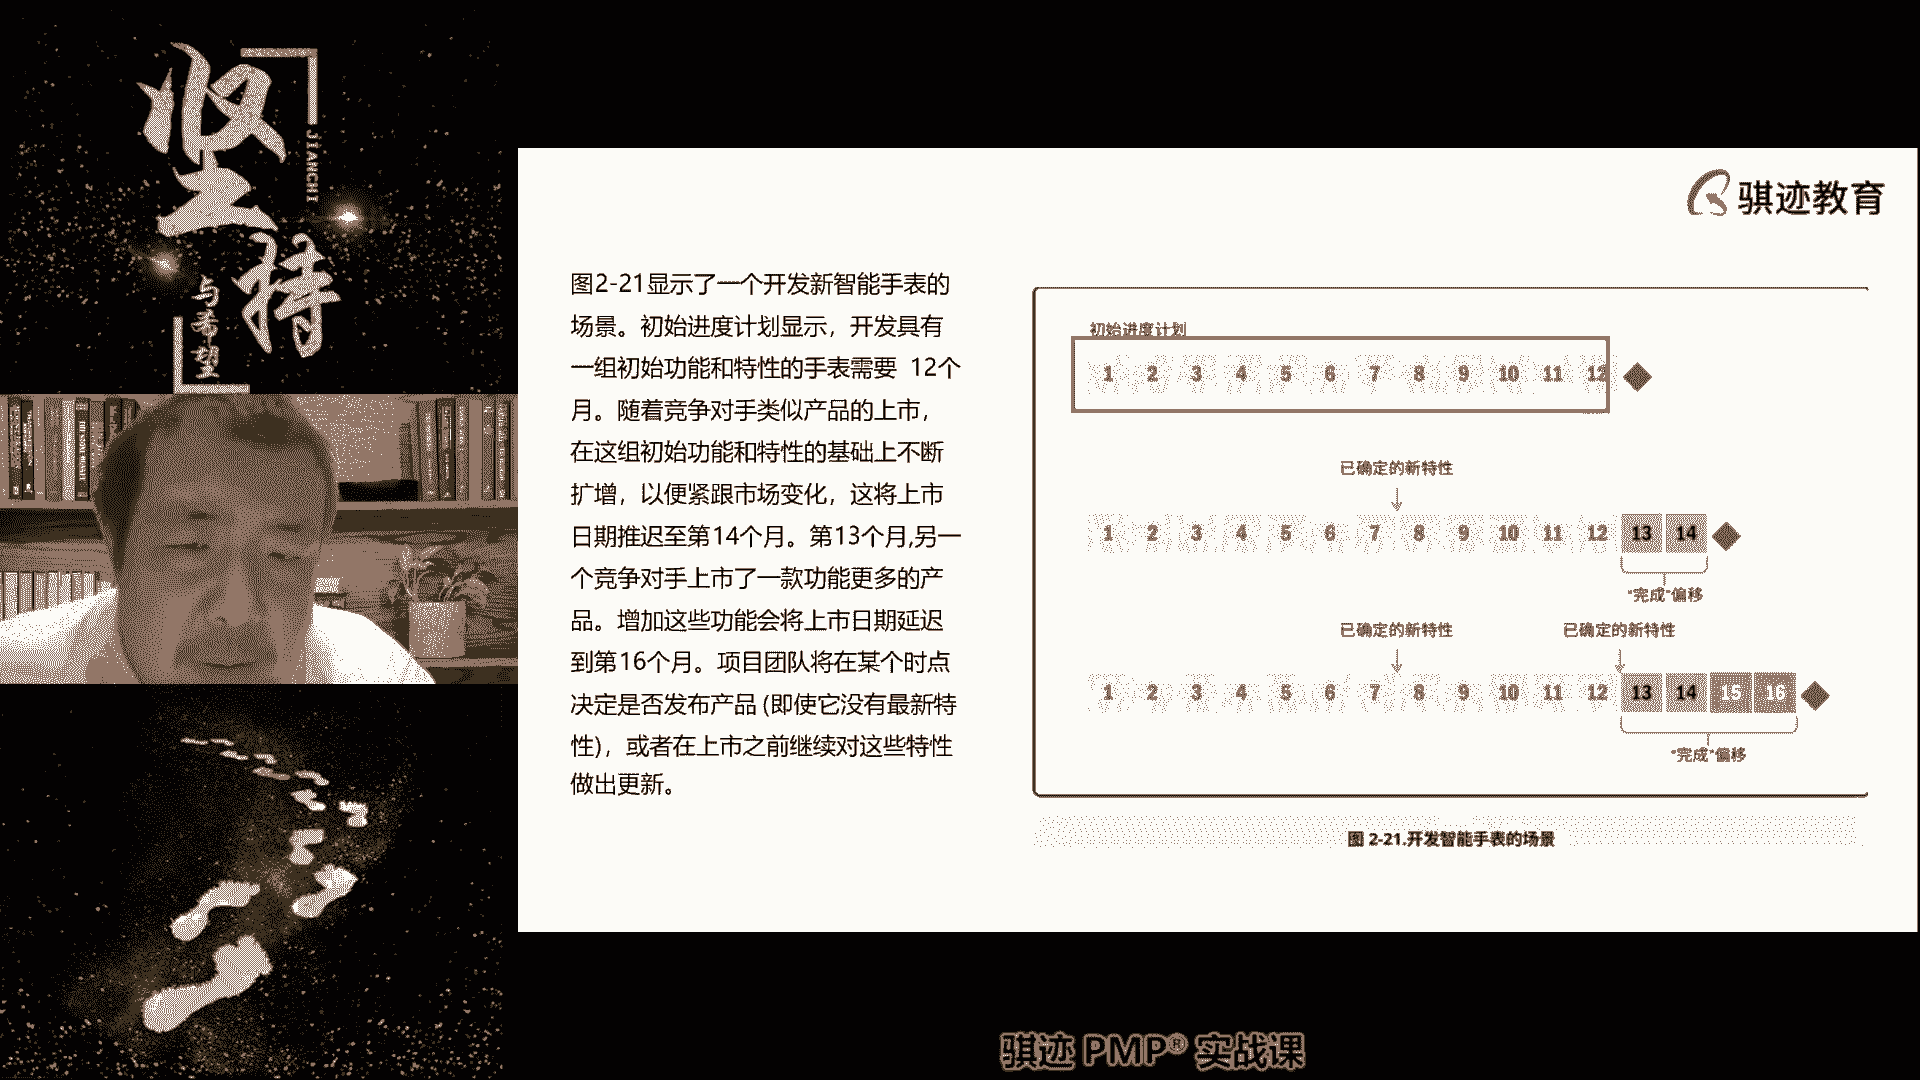 坚持
JIANCHI
与希望
骐迹教育
图2-21显示了一个开发新智能手表的
场景。初始进度计划显示，开发具有
一组初始功能和特性的手表需要 12个
月。随着竞争对手类似产品的上市，
在这组初始功能和特性的基础上不断
扩增，以便紧跟市场变化，这将上市
日期推迟至第14个月。第13个月,另一
个竞争对手上市了一款功能更多的产
品。增加这些功能会将上市日期延迟
到第16个月。项目团队将在某个时点
决定是否发布产品 (即使它没有最新特
性)，或者在上市之前继续对这些特性
做出更新。
初始进度计划
1 2 3 4 5 6 7 8 9 10 11 12
已确定的新特性
1 2 3 4 5 6 7 8 9 10 11 12 13 14
“完成”偏移
已确定的新特性 已确定的新特性
1 2 3 4 5 6 7 8 9 10 11 12 13 14 15 16
“完成”偏移
图 2-21.开发智能手表的场景
骐迹 PMP® 实战课